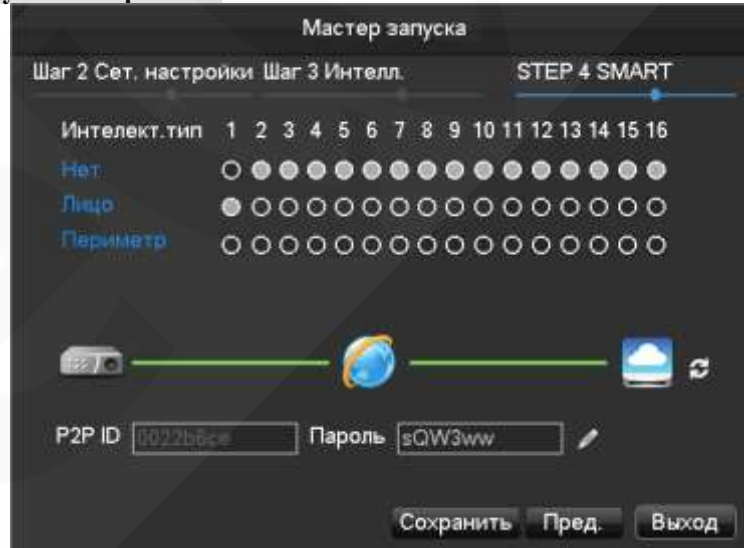 Мастер запуска
Шаг 2 Сет. настройки Шаг 3 Интелл. STEP 4 SMART
Интелект.тип 1 2 3 4 5 6 7 8 9 10 11 12 13 14 15 16
Нет
Лицо
Периметр
P2P ID 0022b6ce Пароль sQW3ww
Сохранить Пред. Выход